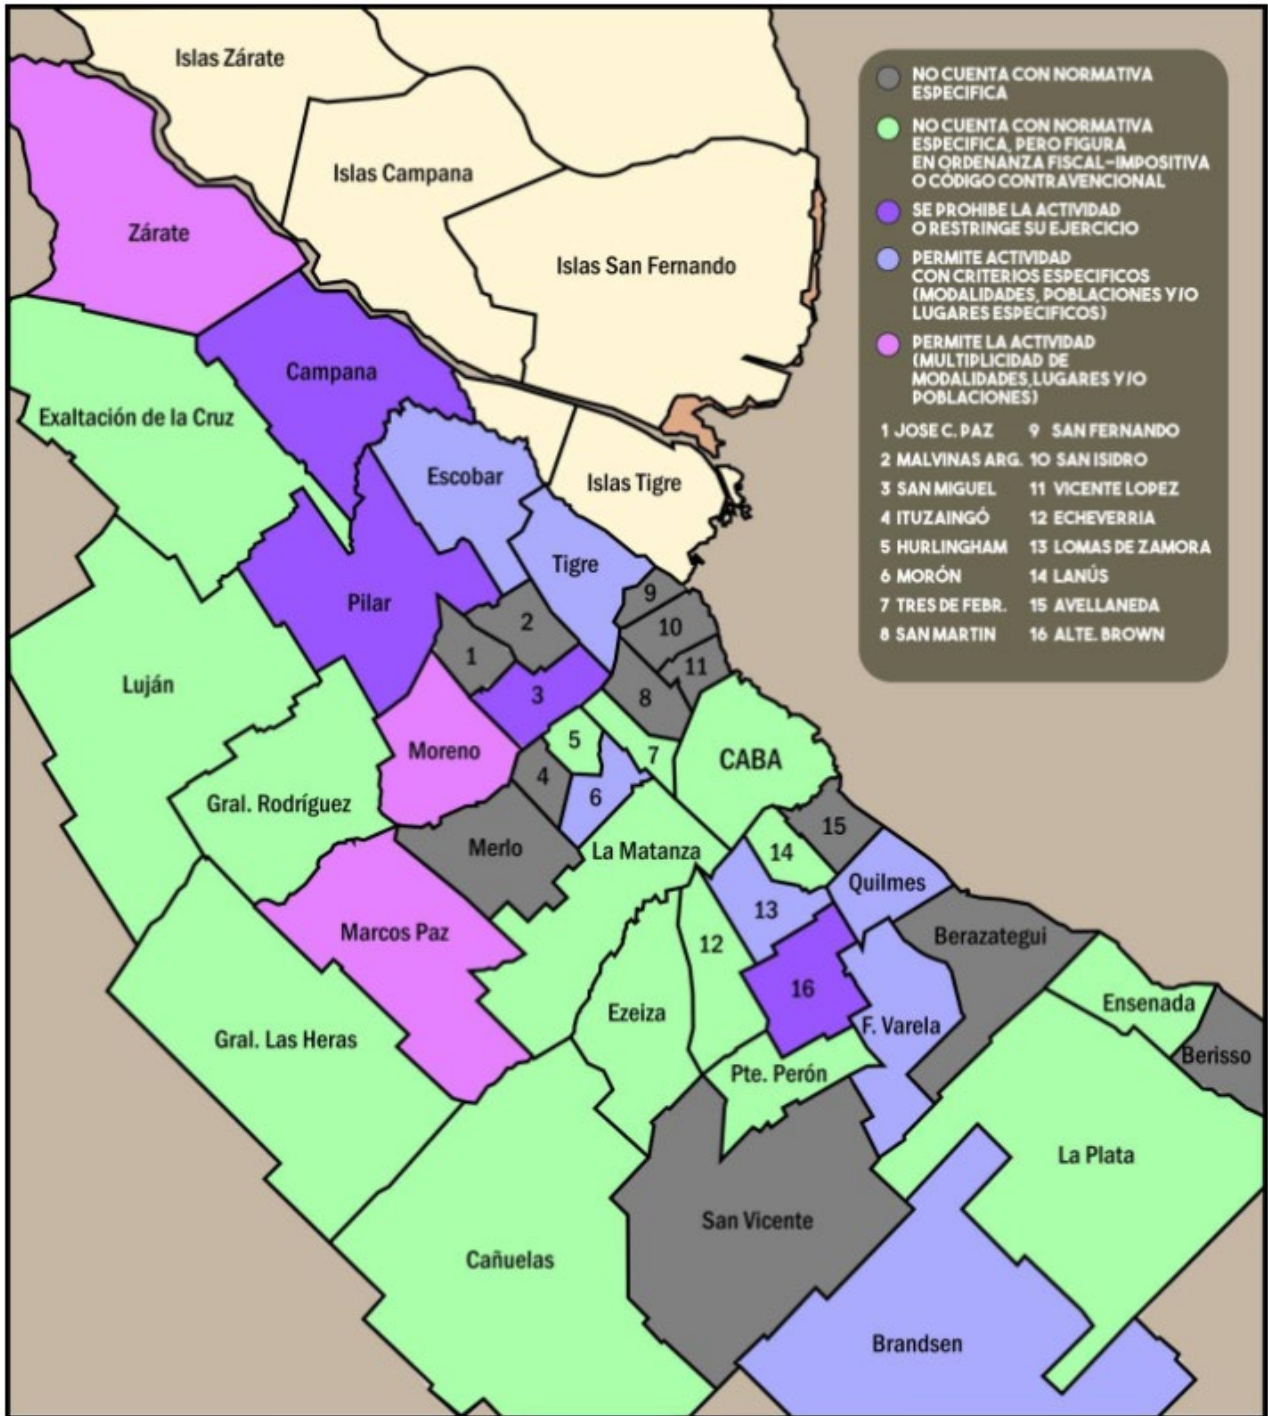 Islas Zárate
Islas Campana
Zárate
Islas San Fernando
Campana
Exaltación de la Cruz
Escobar
Islas Tigre
Tigre
Pilar
9
2
10
1
11
Luján
3
8
5
Moreno
7
CABA
4
6
Gral. Rodríguez
15
Merlo
La Matanza
14
Quilmes
13
Marcos Paz
Berazategui
12
16
Ensenada
Ezeiza
F. Varela
Gral. Las Heras
Berisso
Pte. Perón
La Plata
San Vicente
Cañuelas
Brandsen
NO CUENTA CON NORMATIVA
ESPECIFICA
NO CUENTA CON NORMATIVA
ESPECIFICA, PERO FIGURA
EN ORDENANZA FISCAL-IMPOSITIVA
O CÓDIGO CONTRAVENCIONAL
SE PROHIBE LA ACTIVIDAD
O RESTRINGE SU EJERCICIO
PERMITE ACTIVIDAD
CON CRITERIOS ESPECIFICOS
(MODALIDADES, POBLACIONES Y/O
LUGARES ESPECIFICOS)
PERMITE LA ACTIVIDAD
(MULTIPLICIDAD DE
MODALIDADES,LUGARES Y/O
POBLACIONES)
1 JOSE C. PAZ
2 MALVINAS ARG.
3 SAN MIGUEL
4 ITUZAINGÓ
5 HURLINGHAM
6 MORÓN
7 TRES DE FEBR.
8 SAN MARTIN
9 SAN FERNANDO
10 SAN ISIDRO
11 VICENTE LOPEZ
12 ECHEVERRIA
13 LOMAS DE ZAMORA
14 LANÚS
15 AVELLANEDA
16 ALTE. BROWN